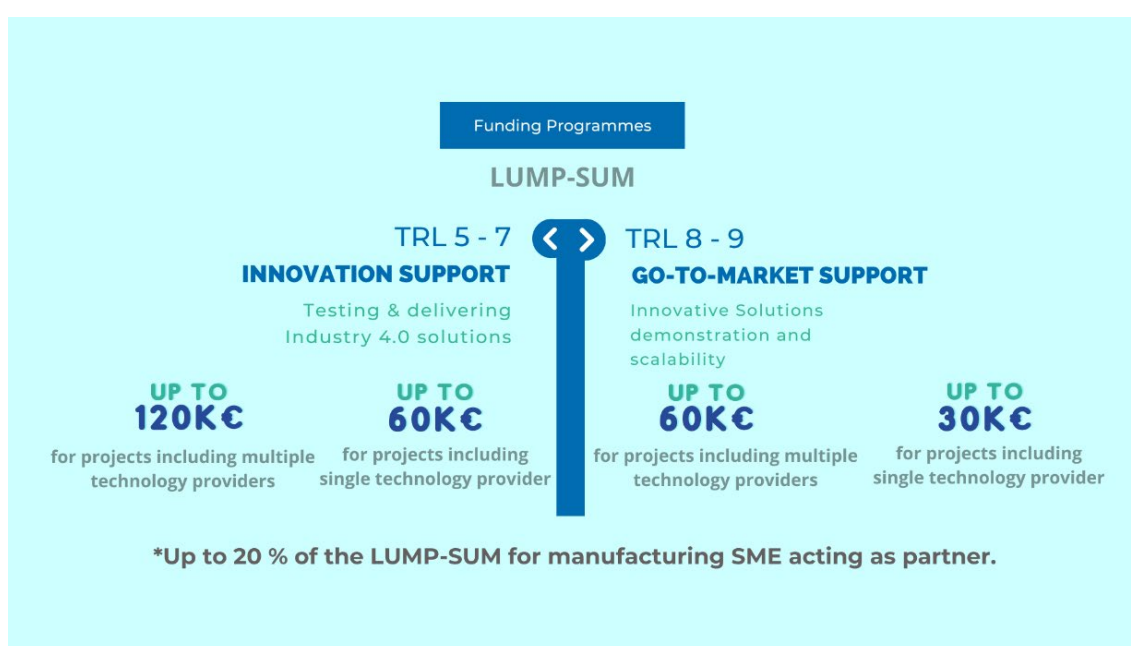 Funding Programmes
LUMP-SUM
TRL 5 - 7
INNOVATION SUPPORT
Testing & delivering
Industry 4.0 solutions
UP TO
120K€
for projects including multiple
technology providers
UP TO
60K€
for projects including
single technology provider
TRL 8 - 9
GO-TO-MARKET SUPPORT
Innovative Solutions
demonstration and
scalability
UP TO
60K€
for projects including multiple
technology providers
UP TO
30K€
for projects including
single technology provider
*Up to 20 % of the LUMP-SUM for manufacturing SME acting as partner.